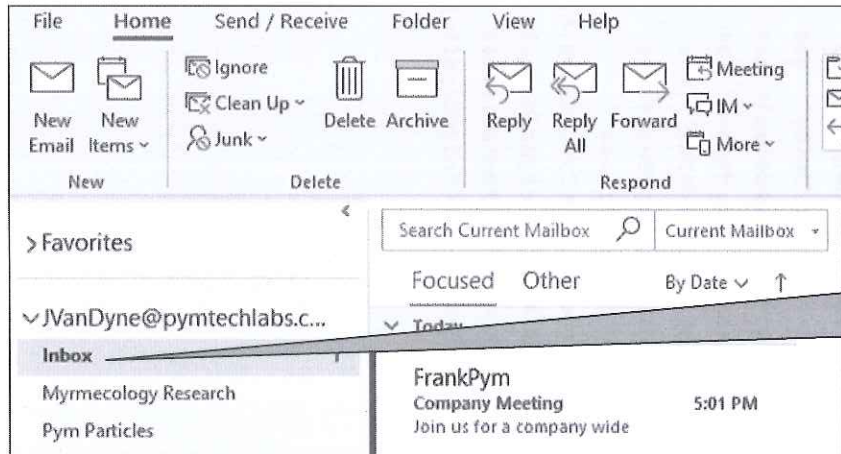 File Home Send / Receive Folder View Help
New Email
New Items
Ignore
Clean Up
Junk
Delete Archive
Reply
Reply All
Forward
Meeting
IM
More
New Delete Respond
Favorites
Search Current Mailbox Current Mailbox
Focused Other By Date
JVanDyne@pymtechlabs.c...
Today
Inbox
Myrmecology Research
Pym Particles
FrankPym
Company Meeting 5:01 PM
Join us for a company wide